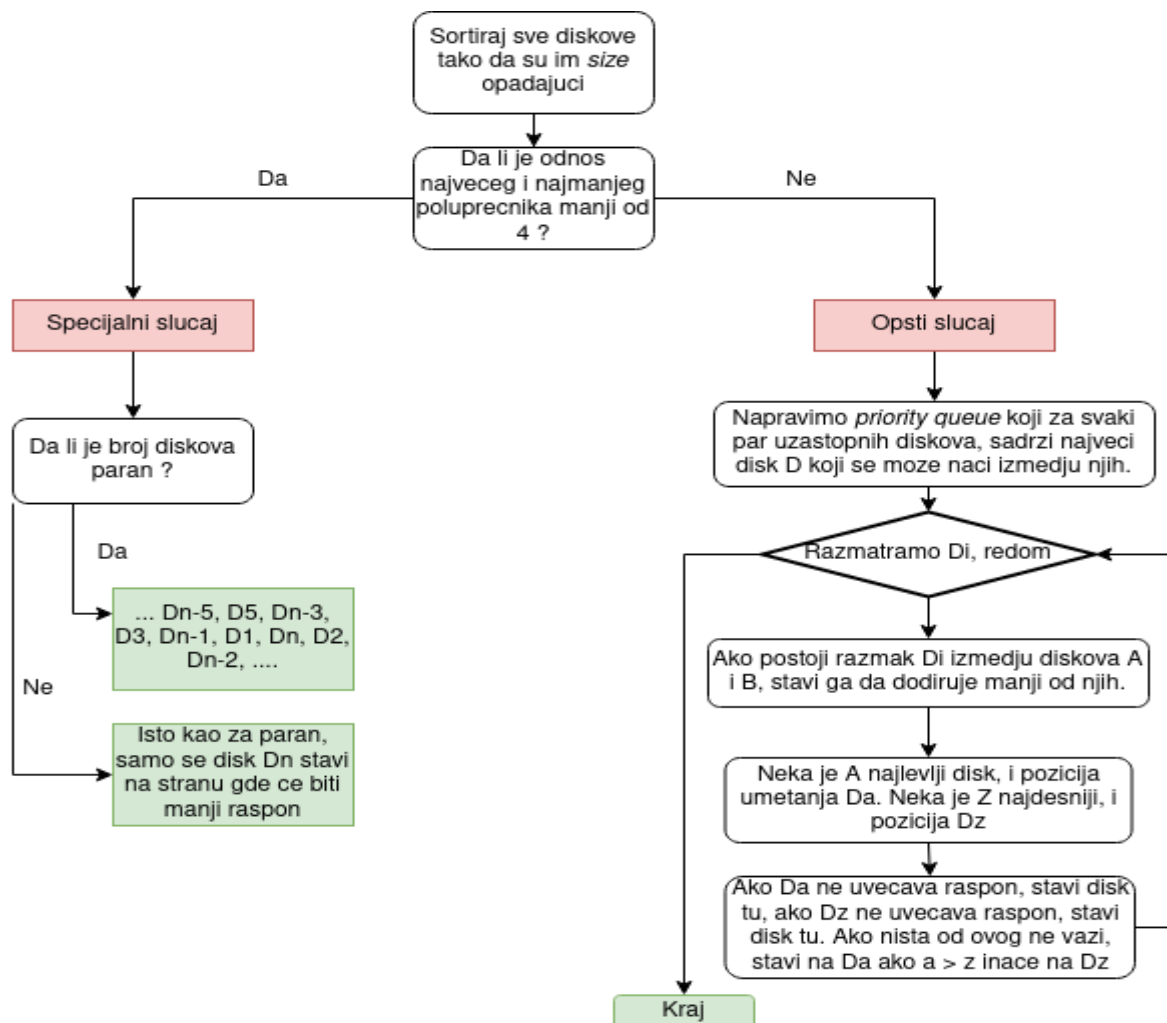 Sortiraj sve diskove
tako da su im size
opadajuci
Da li je odnos
najveceg i najmanjeg
poluprecnika manji od
4 ?
Da
Ne
Specijalni slucaj
Opsti slucaj
Da li je broj diskova
paran ?
Da
Ne
... Dn-5, D5, Dn-3,
D3, Dn-1, D1, Dn, D2,
Dn-2, ....
Isto kao za paran,
samo se disk Dn stavi
na stranu gde ce biti
manji raspon
Napravimo priority queue koji za svaki
par uzastopnih diskova, sadrzi najveci
disk D koji se moze naci izmedju njih.
Razmatramo Di, redom
Ako postoji razmak Di izmedju diskova A
i B, stavi ga da dodiruje manji od njih.
Neka je A najlevlji disk, i pozicija
umetanja Da. Neka je Z najdesniji, i
pozicija Dz
Ako Da ne uvecava raspon, stavi disk
tu, ako Dz ne uvecava raspon, stavi
disk tu. Ako nista od ovog ne vazi,
stavi na Da ako a > z inace na Dz
Kraj